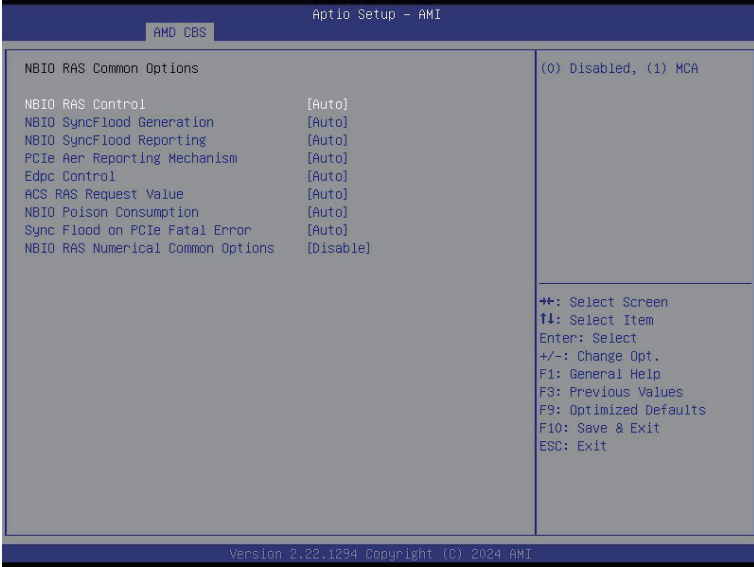 Aptio Setup - AMI
AMD CBS
NBIO RAS Common Options
NBIO RAS Control [Auto]
NBIO SyncFlood Generation [Auto]
NBIO SyncFlood Reporting [Auto]
PCIe Aer Reporting Mechanism [Auto]
Edpc Control [Auto]
ACS RAS Request Value [Auto]
NBIO Poison Consumption [Auto]
Sync Flood on PCIe Fatal Error [Auto]
NBIO RAS Numerical Common Options [Disable]
(0) Disabled, (1) MCA
→←: Select Screen
↑↓: Select Item
Enter: Select
+/-: Change Opt.
F1: General Help
F3: Previous Values
F9: Optimized Defaults
F10: Save & Exit
ESC: Exit
Version 2.22.1294 Copyright (C) 2024 AMI